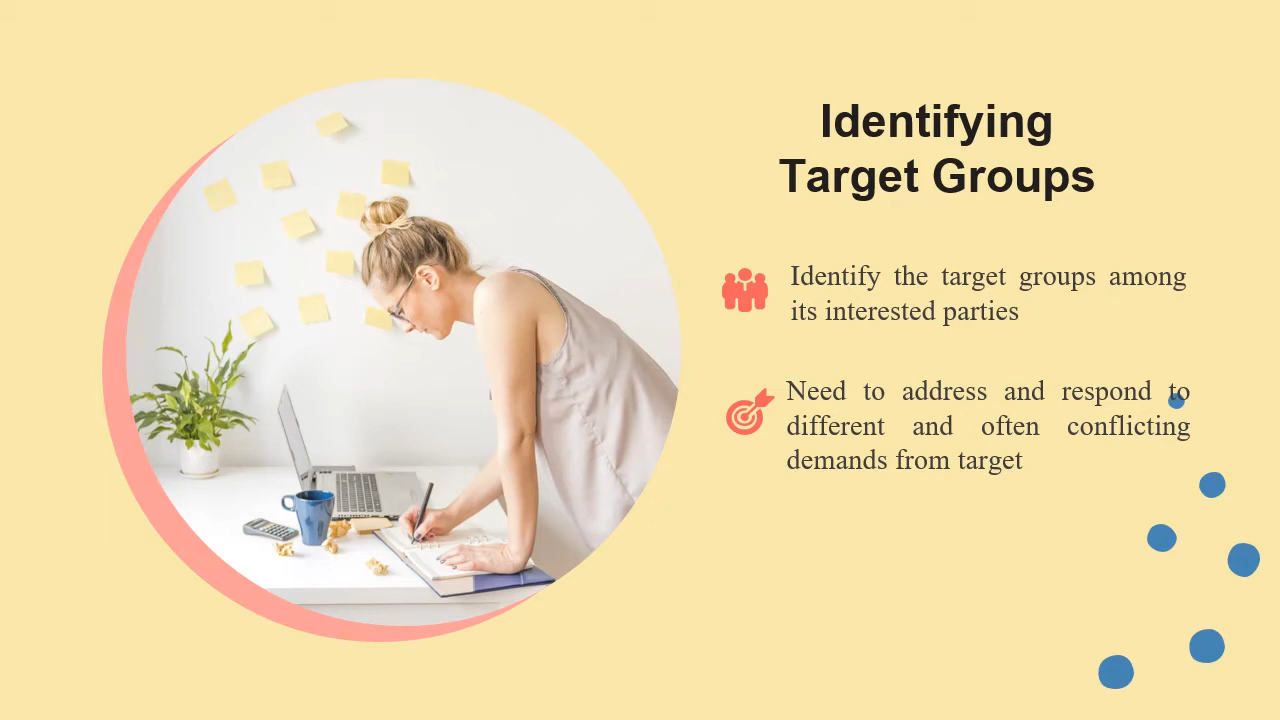 Identifying
Target Groups
Identify the target groups among
its interested parties
Need to address and respond to
different and often conflicting
demands from target